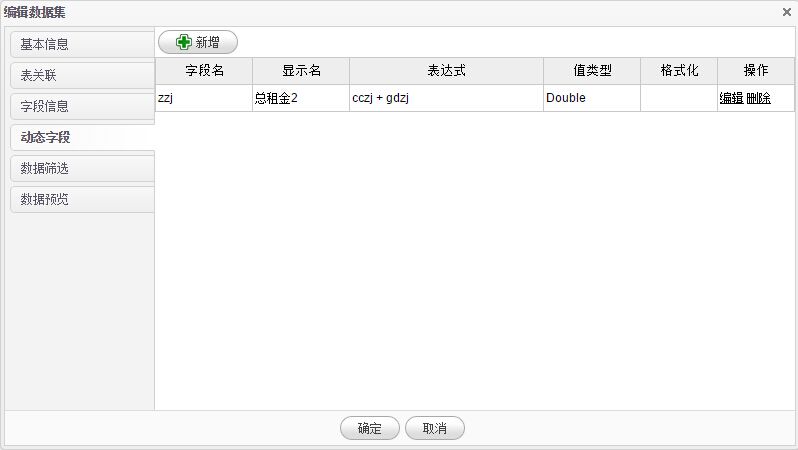 编辑数据集
基本信息
表关联
字段信息
动态字段
数据筛选
数据预览
新增
字段名 显示名 表达式 值类型 格式化 操作
zzj 总租金2 cczj + gdzj Double 编辑 删除
确定 取消